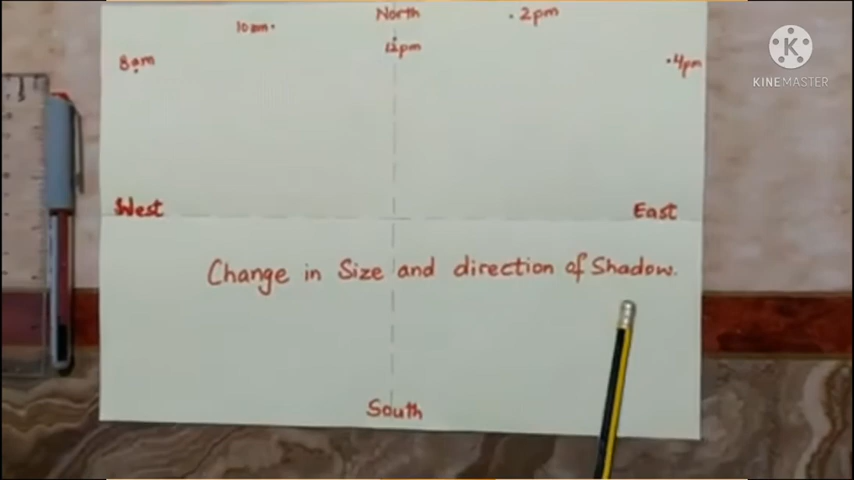 North
10 am
2pm
12pm
8am
4pm
West
East
Change in Size and direction of Shadow.
South
K
KINEMASTER